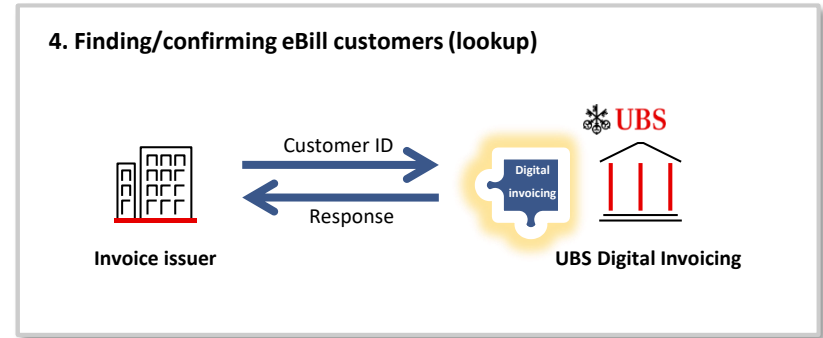 4. Finding/confirming eBill customers (lookup)
UBS
Customer ID
Digital
invoicing
Response
Invoice issuer
UBS Digital Invoicing